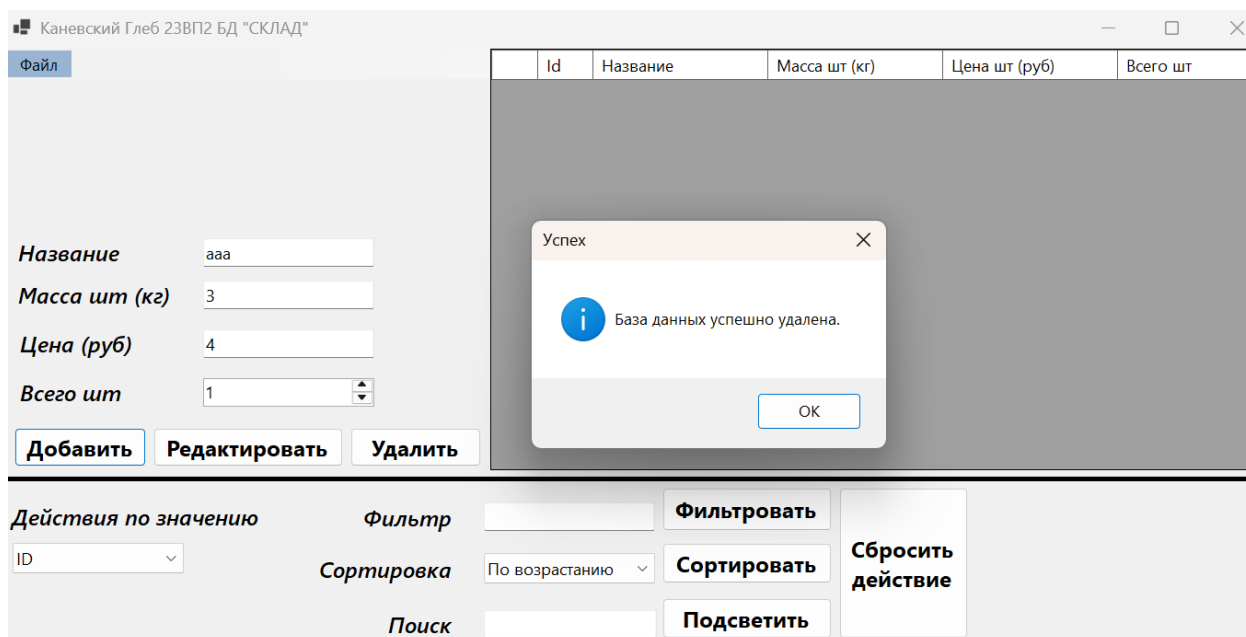 Каневский Глеб 23ВП2 БД "СКЛАД"
Файл
Id Название Масса шт (кг) Цена шт (руб) Всего шт
Успех
База данных успешно удалена.
OK
Название aaa
Масса шт (кг) 3
Цена (руб) 4
Всего шт 1
Добавить Редактировать Удалить
Действия по значению
ID
Фильтр Фильтровать
Сортировка По возрастанию Сортировать
Поиск Подсветить
Сбросить
действие